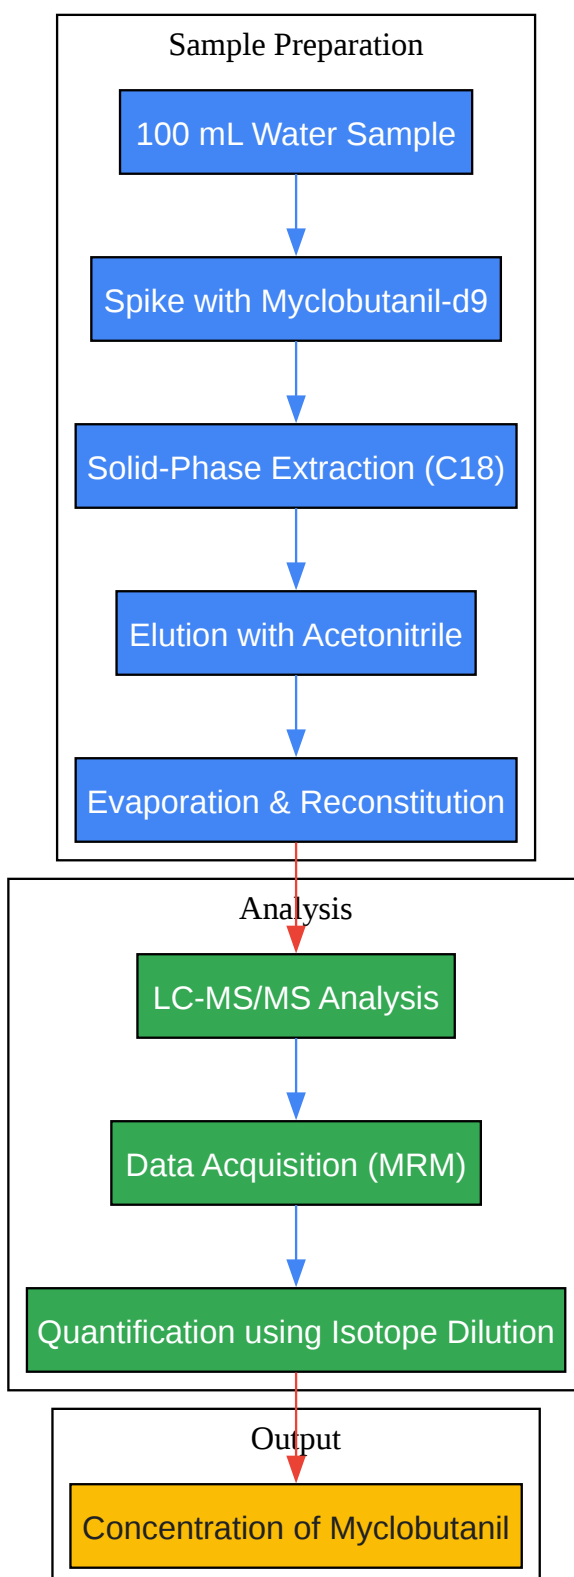 Sample Preparation
100 mL Water Sample
Spike with Myclobutanil-d9
Solid-Phase Extraction (C18)
Elution with Acetonitrile
Evaporation & Reconstitution
Analysis
LC-MS/MS Analysis
Data Acquisition (MRM)
Quantification using Isotope Dilution
Output
Concentration of Myclobutanil